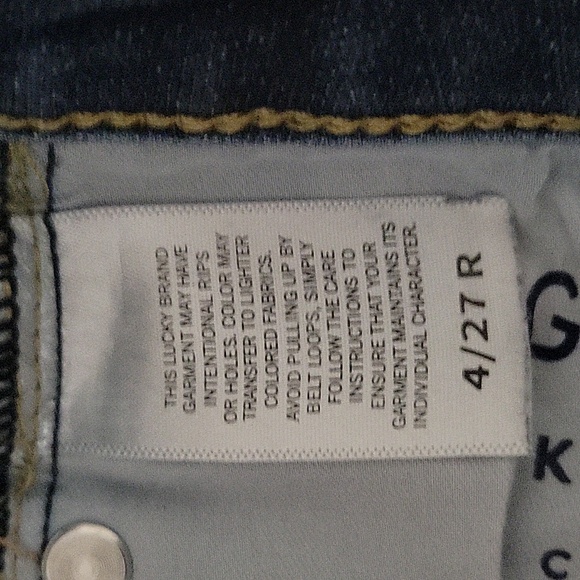 THIS LUCKY BRAND
GARMENT MAY HAVE
INTENTIONAL RIPS
OR HOLES. COLOR MAY
TRANSFER TO LIGHTER
COLORED FABRICS.
AVOID PULLING UP BY
BELT LOOPS, SIMPLY
FOLLOW THE CARE
INSTRUCTIONS TO
ENSURE THAT YOUR
GARMENT MAINTAINS ITS
INDIVIDUAL CHARACTER.
4/27 R
G
K
C